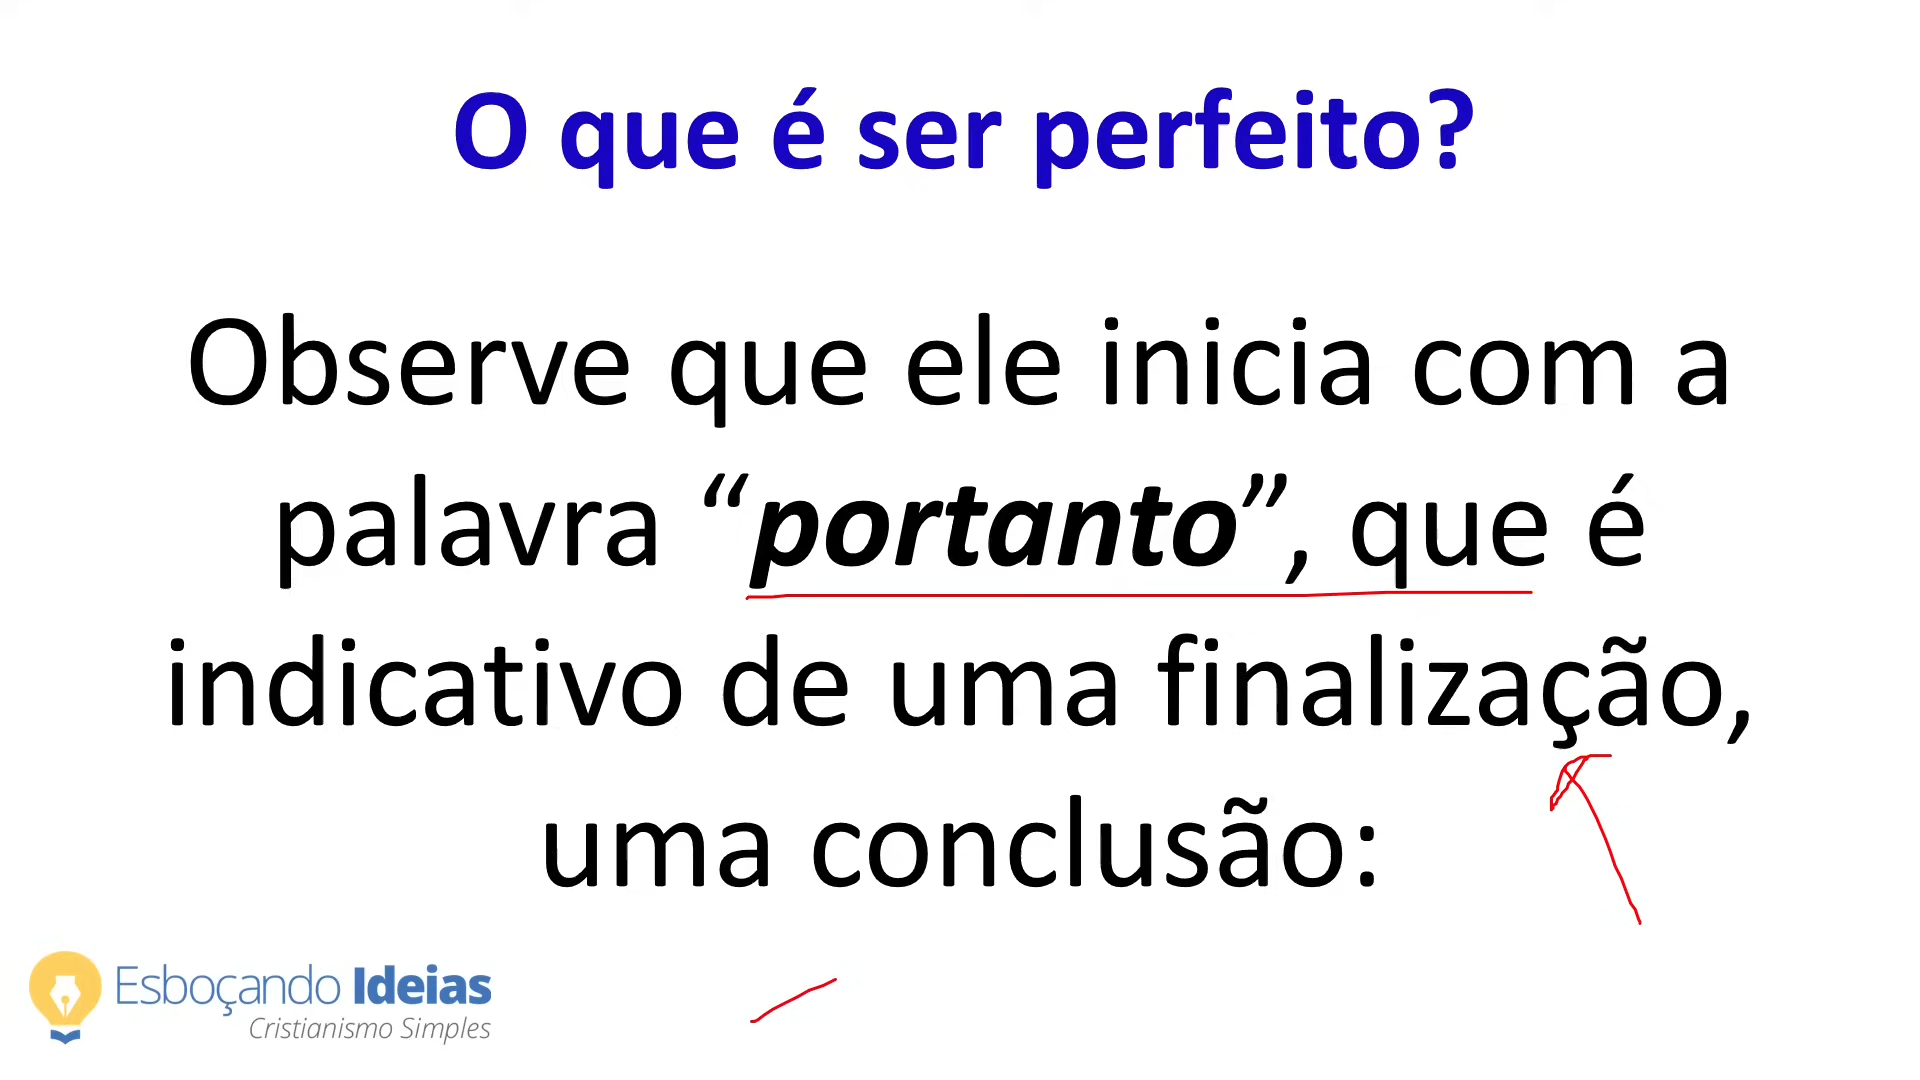 O que é ser perfeito?
Observe que ele inicia com a
palavra “portanto”, que é
indicativo de uma finalização,
uma conclusão:
Esboçando Ideias
Cristianismo Simples